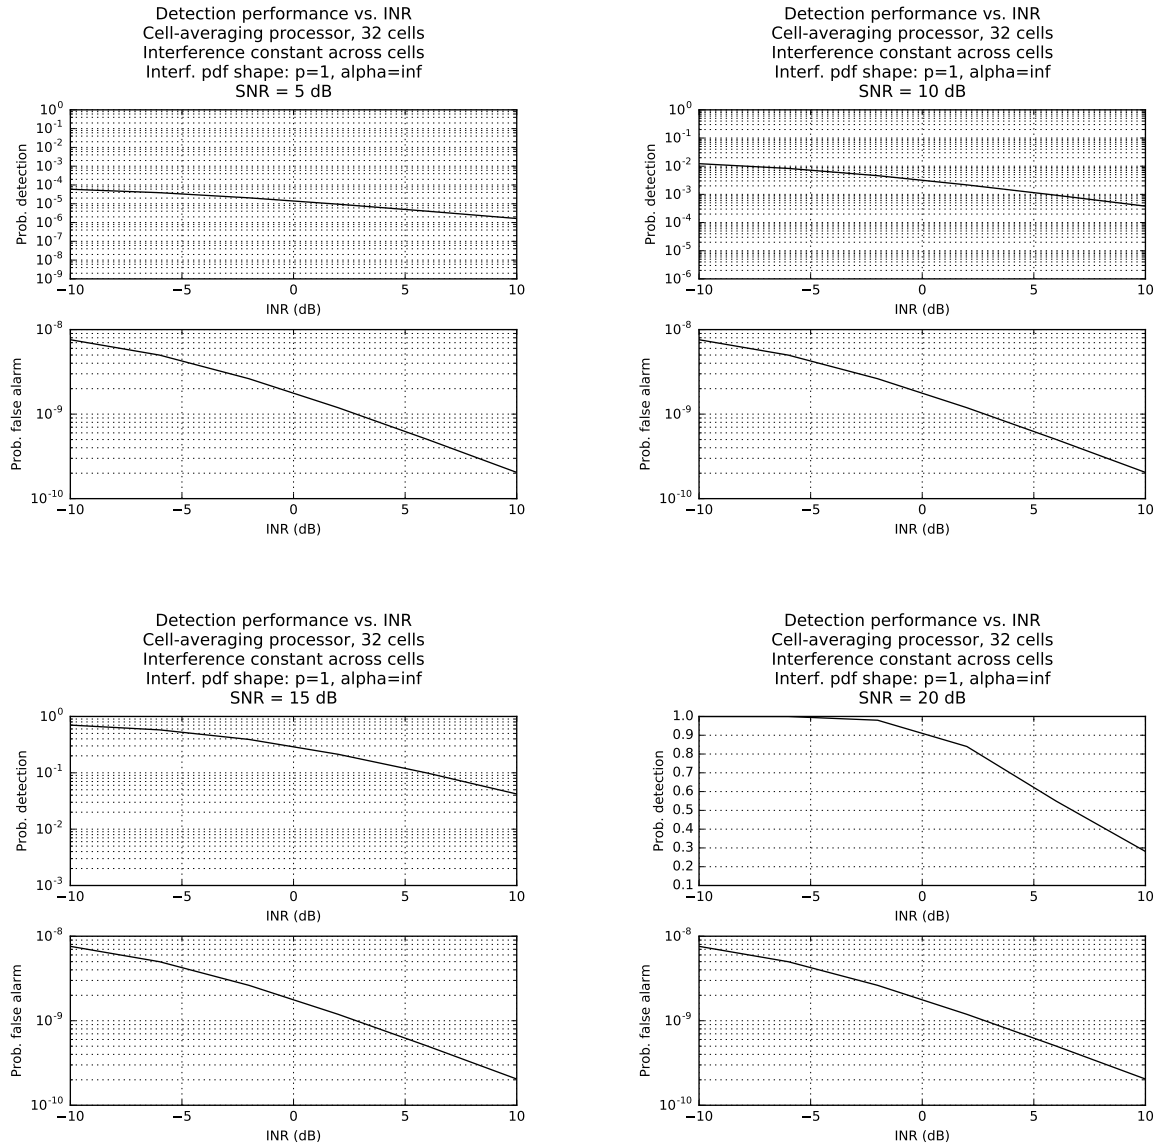 Detection performance vs. INR
Cell-averaging processor, 32 cells
Interference constant across cells
Interf. pdf shape: p=1, alpha=inf
SNR = 5 dB
10^0
10^-1
10^-2
10^-3
10^-4
10^-5
10^-6
10^-7
10^-8
10^-9
Prob. detection
−10 −5 0 5 10
INR (dB)
10^-8
10^-9
10^-10
Prob. false alarm
−10 −5 0 5 10
INR (dB)
Detection performance vs. INR
Cell-averaging processor, 32 cells
Interference constant across cells
Interf. pdf shape: p=1, alpha=inf
SNR = 10 dB
10^0
10^-1
10^-2
10^-3
10^-4
10^-5
10^-6
Prob. detection
−10 −5 0 5 10
INR (dB)
10^-8
10^-9
10^-10
Prob. false alarm
−10 −5 0 5 10
INR (dB)
Detection performance vs. INR
Cell-averaging processor, 32 cells
Interference constant across cells
Interf. pdf shape: p=1, alpha=inf
SNR = 15 dB
10^0
10^-1
10^-2
10^-3
Prob. detection
−10 −5 0 5 10
INR (dB)
10^-8
10^-9
10^-10
Prob. false alarm
−10 −5 0 5 10
INR (dB)
Detection performance vs. INR
Cell-averaging processor, 32 cells
Interference constant across cells
Interf. pdf shape: p=1, alpha=inf
SNR = 20 dB
1.0
0.9
0.8
0.7
0.6
0.5
0.4
0.3
0.2
0.1
Prob. detection
−10 −5 0 5 10
INR (dB)
10^-8
10^-9
10^-10
Prob. false alarm
−10 −5 0 5 10
INR (dB)